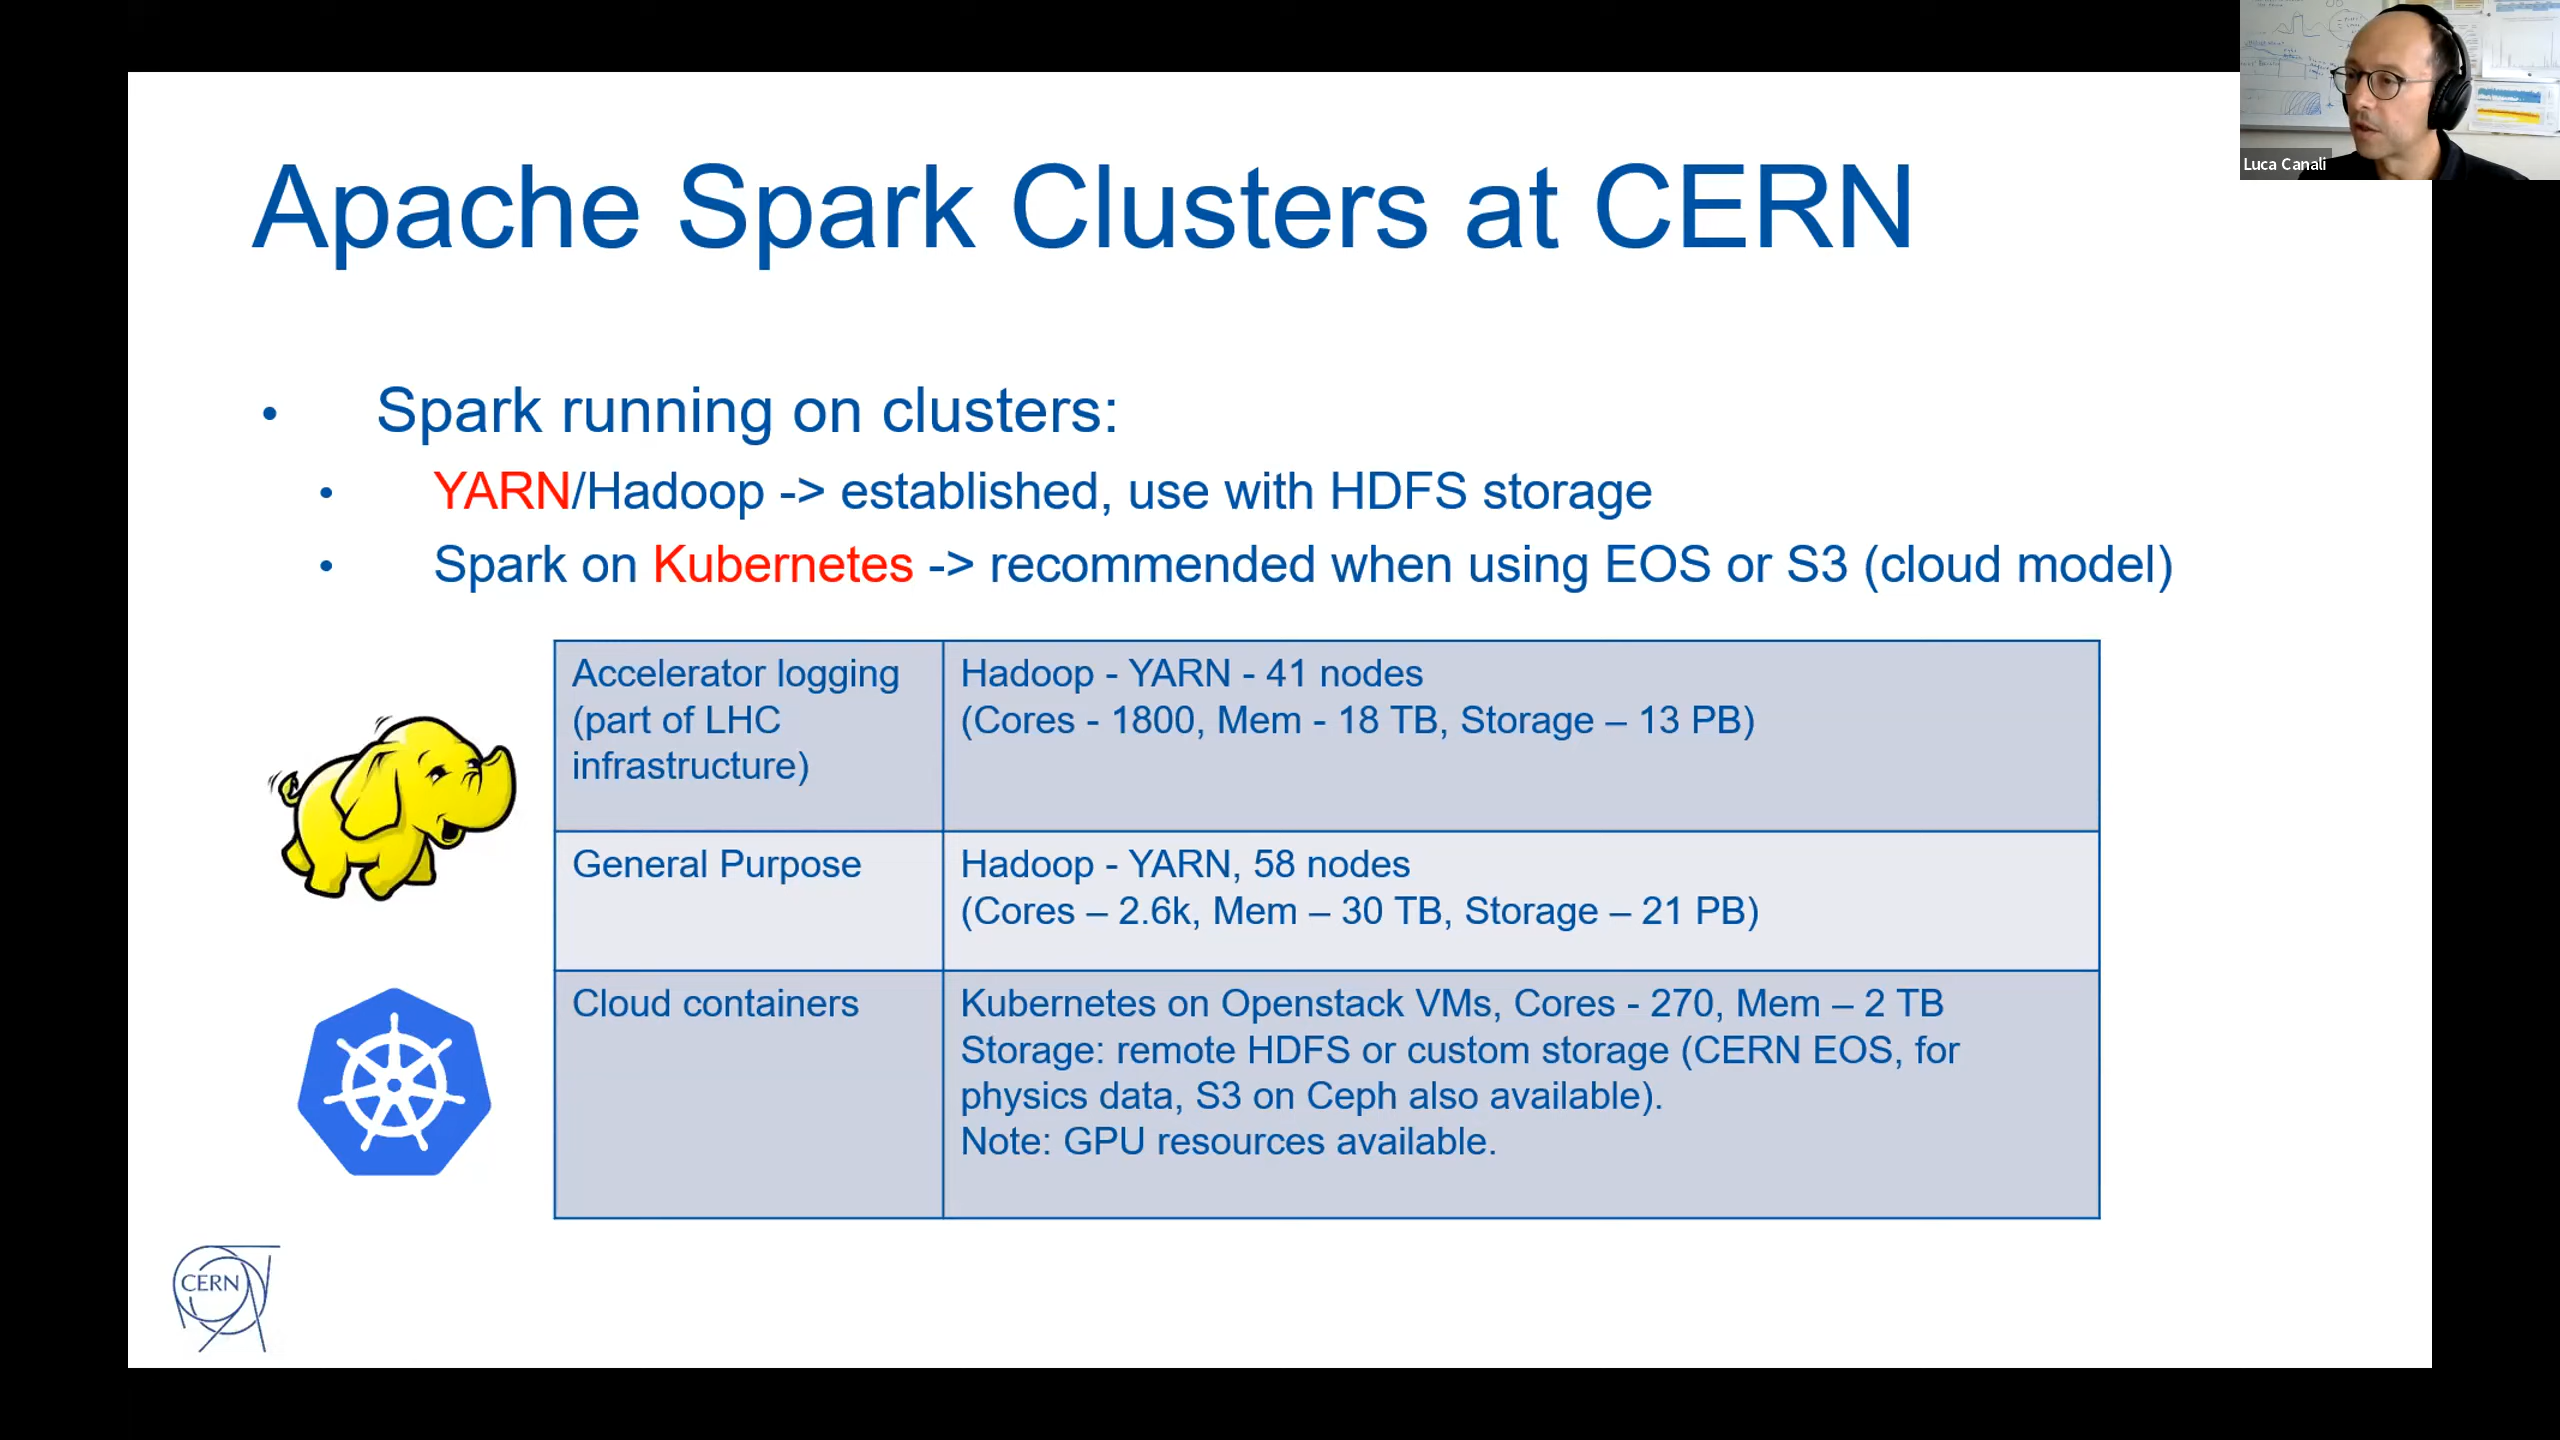 Luca Canali
Apache Spark Clusters at CERN
• Spark running on clusters:
• YARN/Hadoop -> established, use with HDFS storage
• Spark on Kubernetes -> recommended when using EOS or S3 (cloud model)
Accelerator logging
(part of LHC
infrastructure)
Hadoop - YARN - 41 nodes
(Cores - 1800, Mem - 18 TB, Storage – 13 PB)
General Purpose
Hadoop - YARN, 58 nodes
(Cores – 2.6k, Mem – 30 TB, Storage – 21 PB)
Cloud containers
Kubernetes on Openstack VMs, Cores - 270, Mem – 2 TB
Storage: remote HDFS or custom storage (CERN EOS, for
physics data, S3 on Ceph also available).
Note: GPU resources available.
CERN